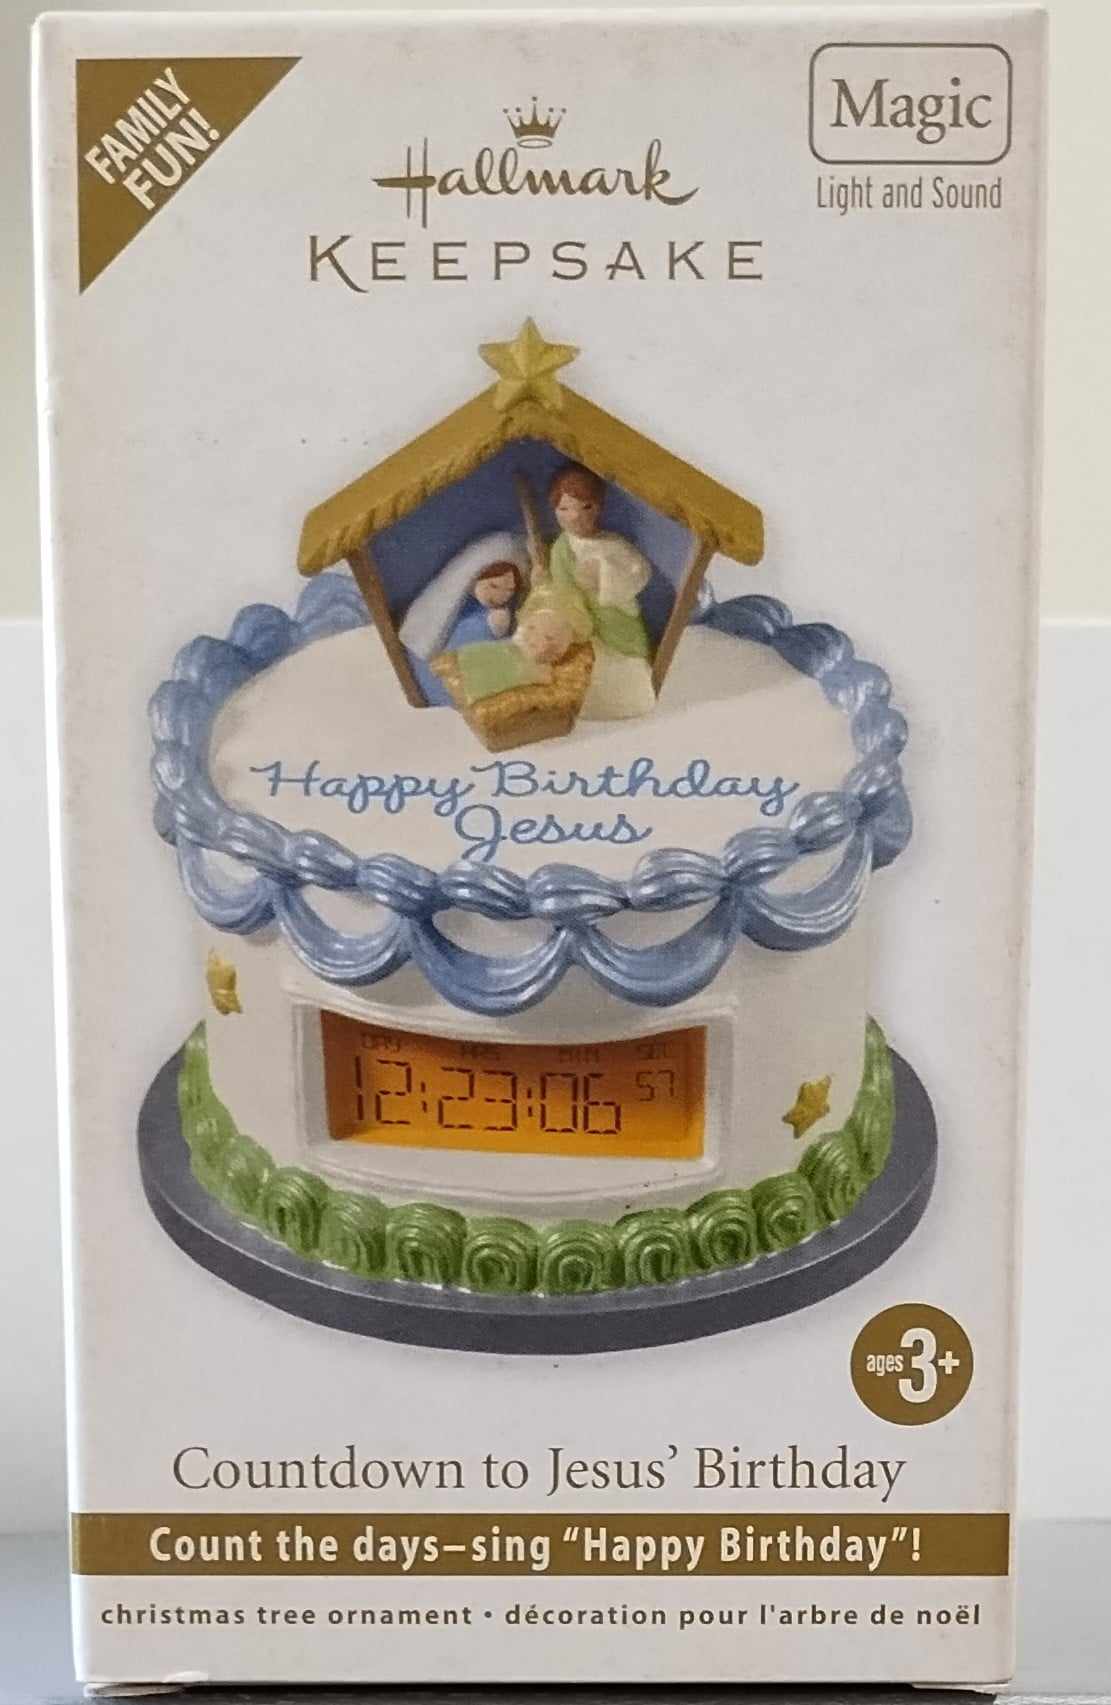 FAMILY
FUN!
Hallmark
KEEPSAKE
Magic
Light and Sound
Happy Birthday
Jesus
DAY HRS MIN SEC
12:23:06 57
ages 3+
Countdown to Jesus’ Birthday
Count the days–sing “Happy Birthday”!
christmas tree ornament • décoration pour l'arbre de noël